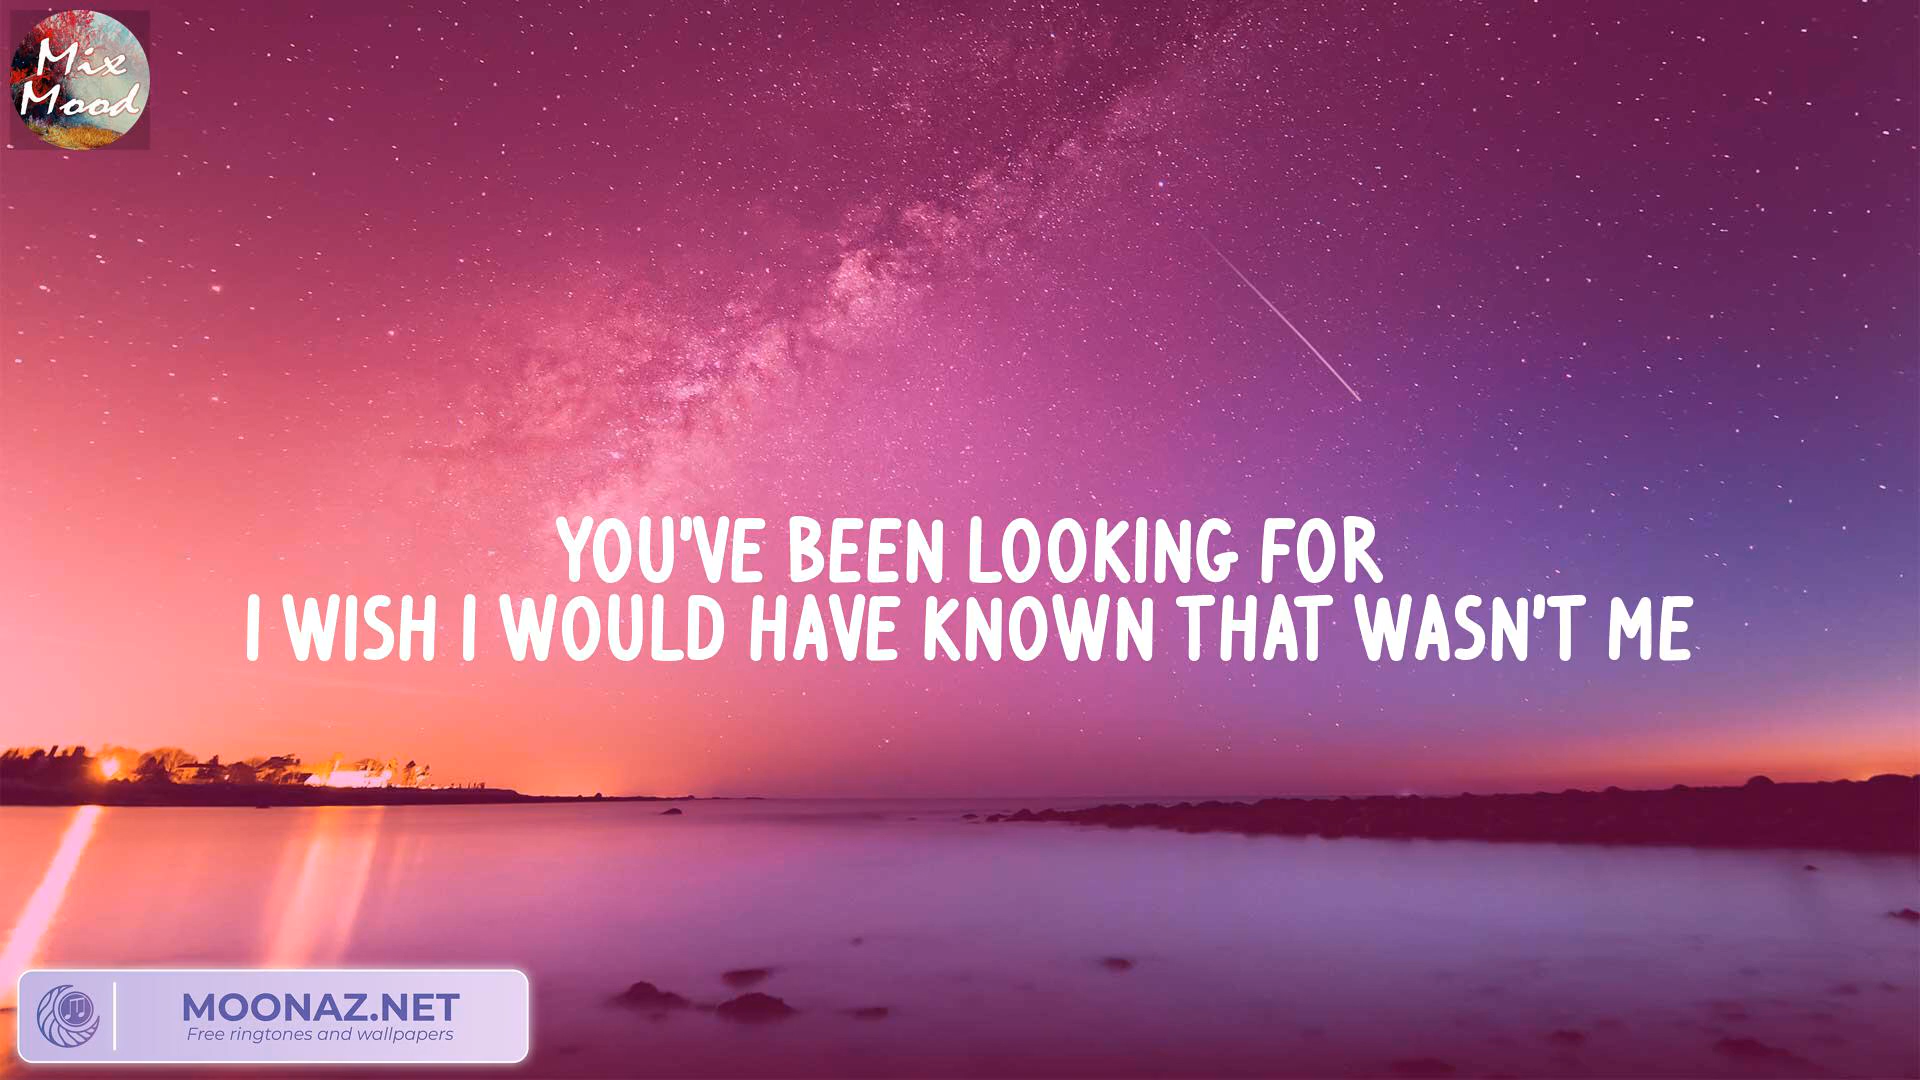 Mix
Mood
YOU'VE BEEN LOOKING FOR
I WISH I WOULD HAVE KNOWN THAT WASN'T ME
MOONAZ.NET
Free ringtones and wallpapers